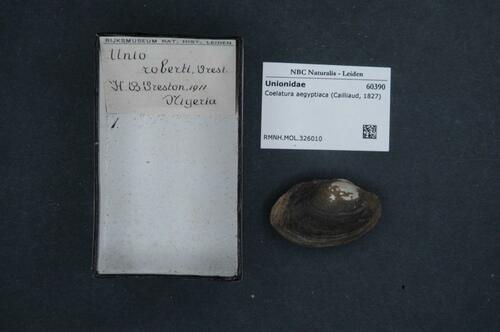 RIJKSMUSEUM NAT. HIST. LEIDEN
Unio
roberti, Prest.
H. B. Preston, 1911
Nigeria
1.
NBC Naturalis - Leiden
Unionidae 60390
Coelatura aegyptiaca (Cailliaud, 1827)
RMNH.MOL.326010